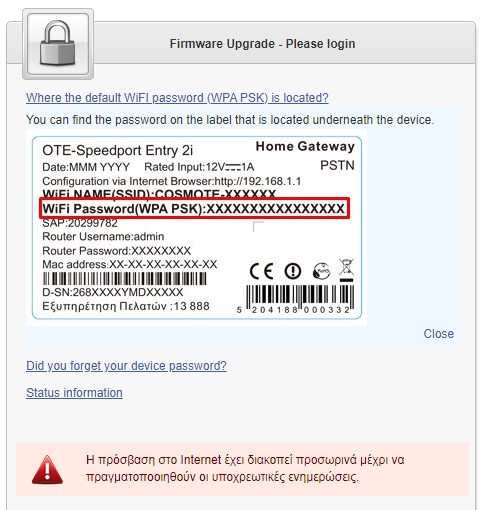 Firmware Upgrade - Please login
Where the default WiFI password (WPA PSK) is located?
You can find the password on the label that is located underneath the device.
OTE-Speedport Entry 2i
Home Gateway
Date:MMM YYYY Rated Input:12V⎓1A
PSTN
Configuration via Internet Browser:http://192.168.1.1
WiFi NAME(SSID):COSMOTE-XXXXXX
WiFi Password(WPA PSK):XXXXXXXXXXXXXXXX
SAP:20299782
Router Username:admin
Router Password:XXXXXXXX
Mac address:XX-XX-XX-XX-XX-XX
D-SN:268XXXXYMDXXXXX
Εξυπηρέτηση Πελατών :13 888
5 204188 000332
Close
Did you forget your device password?
Status information
Η πρόσβαση στο Internet έχει διακοπεί προσωρινά μέχρι να
πραγματοποιηθούν οι υποχρεωτικές ενημερώσεις.